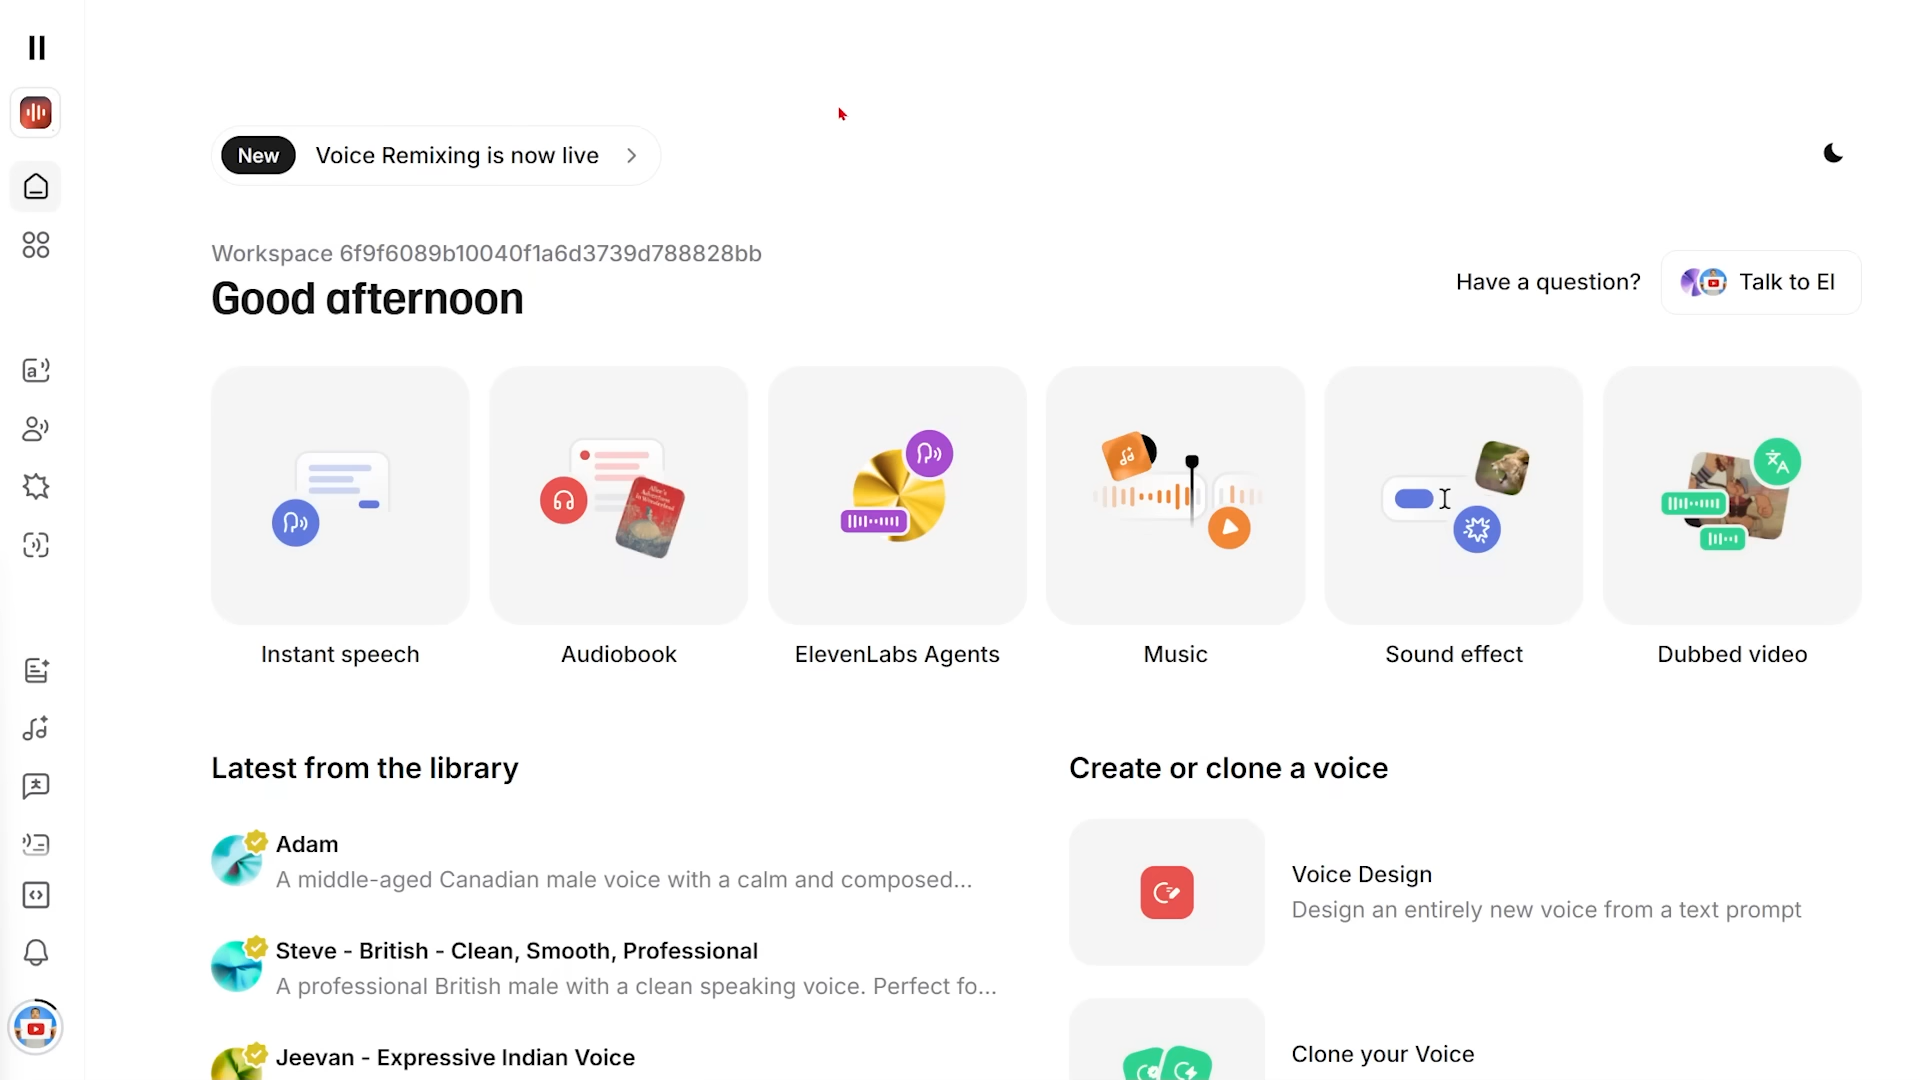 New Voice Remixing is now live
Workspace 6f9f6089b10040f1a6d3739d788828bb
Good afternoon
Have a question?
Talk to El
Instant speech
Audiobook
ElevenLabs Agents
Music
Sound effect
Dubbed video
Latest from the library
Adam
A middle-aged Canadian male voice with a calm and composed...
Steve - British - Clean, Smooth, Professional
A professional British male with a clean speaking voice. Perfect fo...
Jeevan - Expressive Indian Voice
Create or clone a voice
Voice Design
Design an entirely new voice from a text prompt
Clone your Voice